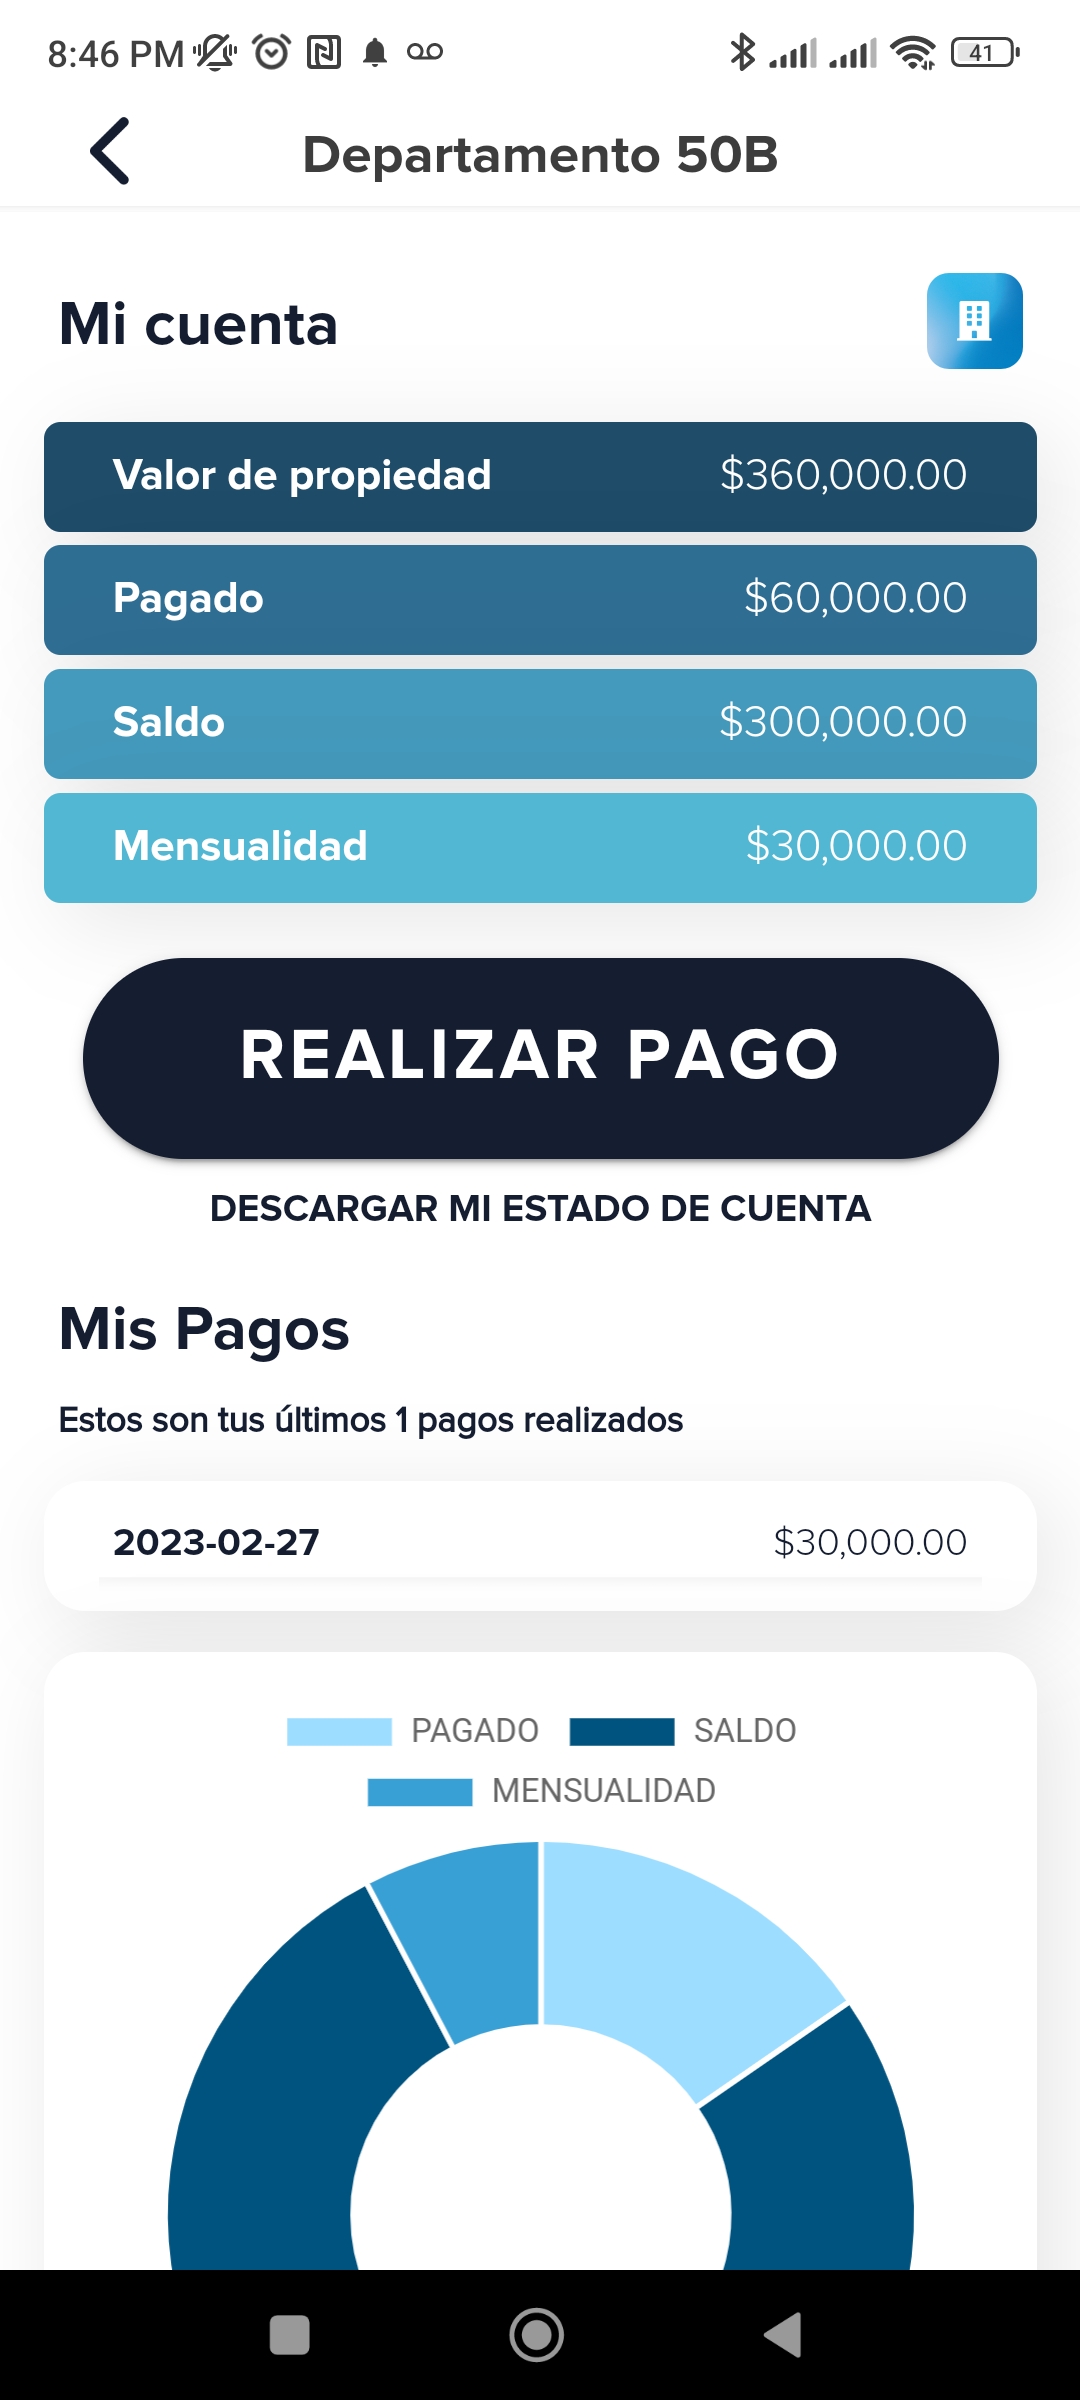 8:46 PM
41
Departamento 50B
Mi cuenta
Valor de propiedad $360,000.00
Pagado $60,000.00
Saldo $300,000.00
Mensualidad $30,000.00
REALIZAR PAGO
DESCARGAR MI ESTADO DE CUENTA
Mis Pagos
Estos son tus últimos 1 pagos realizados
2023-02-27 $30,000.00
PAGADO SALDO
MENSUALIDAD